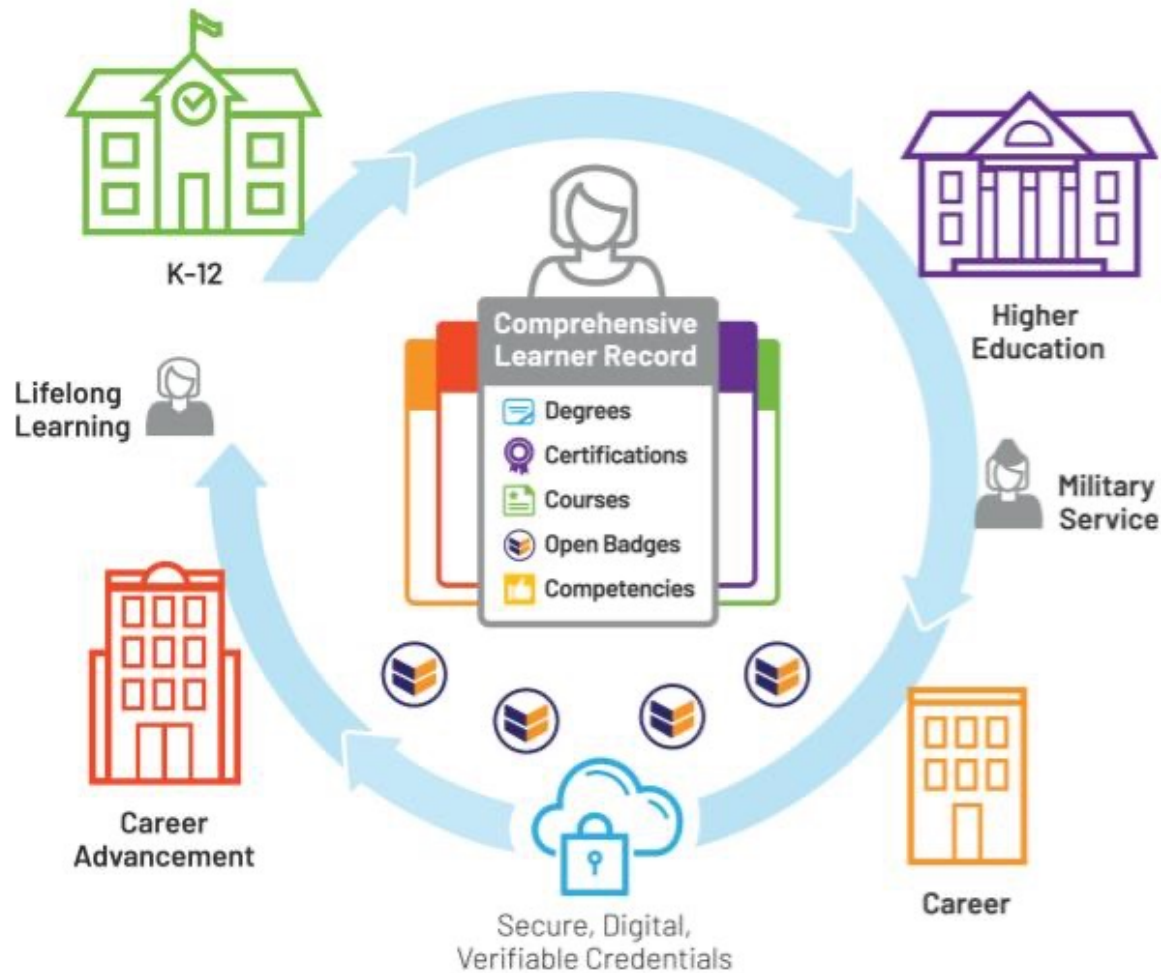 K-12
Higher
Education
Comprehensive
Learner Record
Degrees
Certifications
Courses
Open Badges
Competencies
Lifelong
Learning
Military
Service
Career
Advancement
Career
Secure, Digital,
Verifiable Credentials